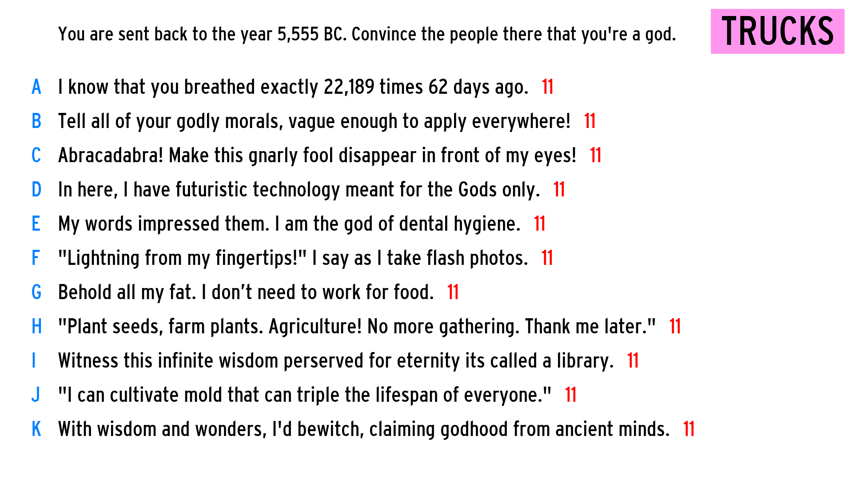 You are sent back to the year 5,555 BC. Convince the people there that you're a god.
TRUCKS
A I know that you breathed exactly 22,189 times 62 days ago. 11
B Tell all of your godly morals, vague enough to apply everywhere! 11
C Abracadabra! Make this gnarly fool disappear in front of my eyes! 11
D In here, I have futuristic technology meant for the Gods only. 11
E My words impressed them. I am the god of dental hygiene. 11
F "Lightning from my fingertips!" I say as I take flash photos. 11
G Behold all my fat. I don’t need to work for food. 11
H "Plant seeds, farm plants. Agriculture! No more gathering. Thank me later." 11
I Witness this infinite wisdom perserved for eternity its called a library. 11
J "I can cultivate mold that can triple the lifespan of everyone." 11
K With wisdom and wonders, I'd bewitch, claiming godhood from ancient minds. 11